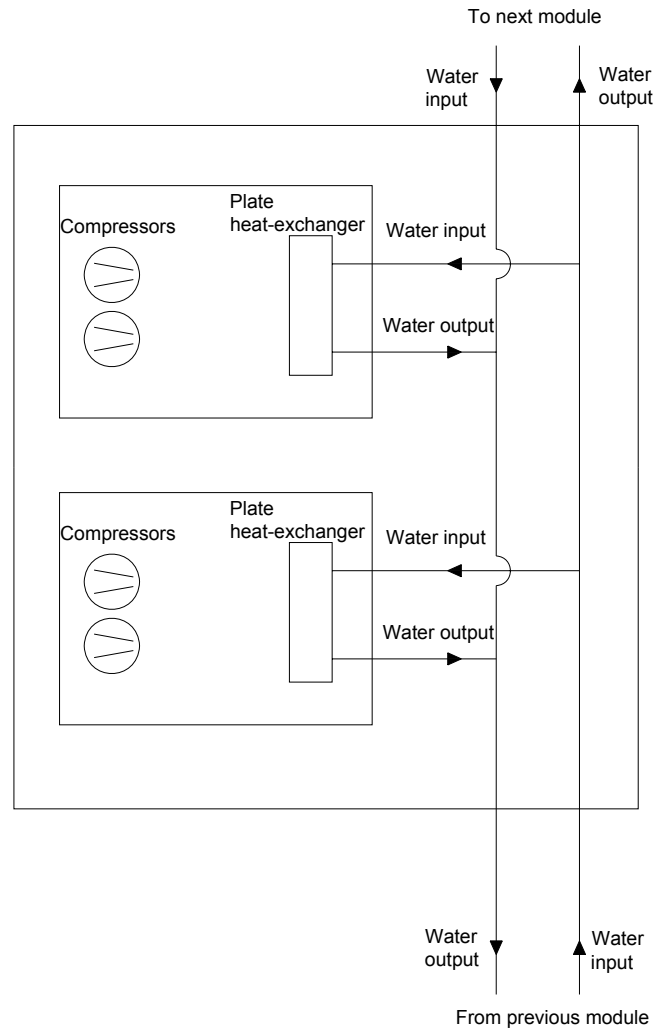 To next module
Water
input
Water
output
Plate
heat-exchanger
Compressors
Water input
Water output
Plate
heat-exchanger
Compressors
Water input
Water output
Water
output
Water
input
From previous module